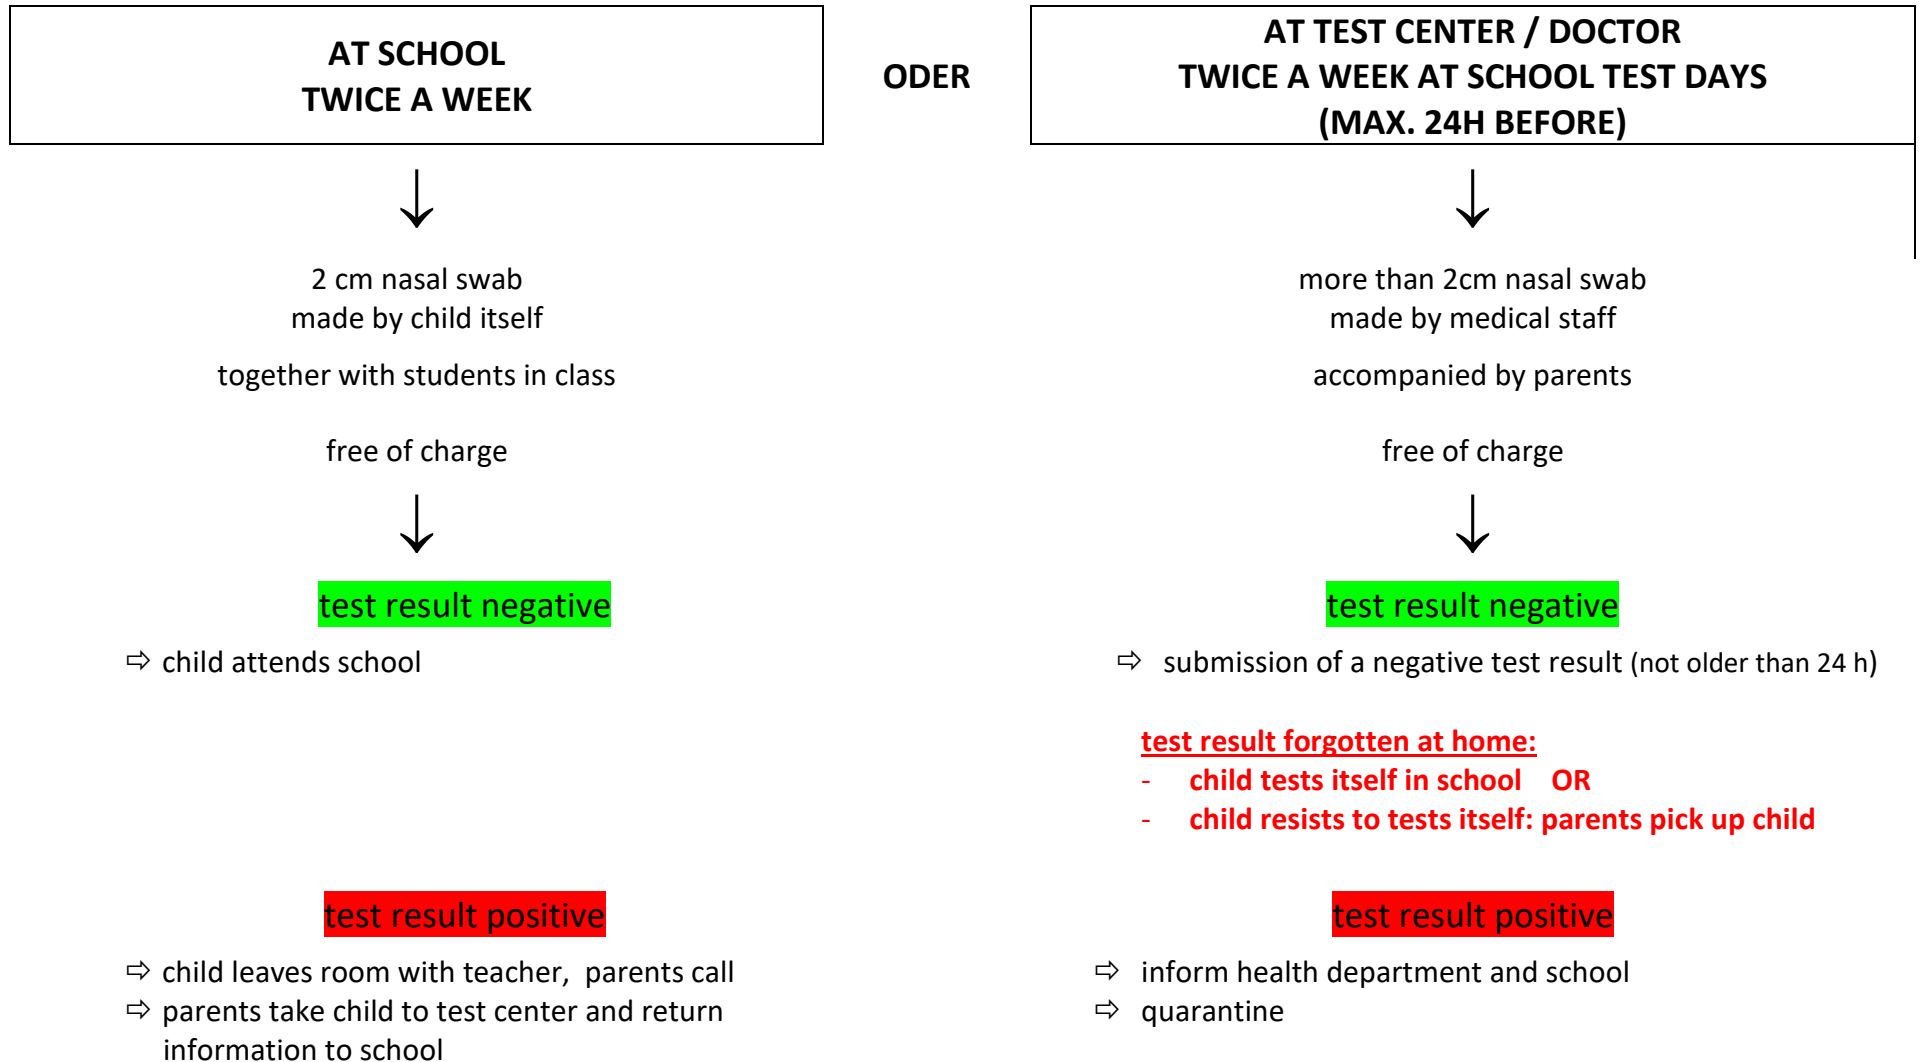 AT SCHOOL
TWICE A WEEK
ODER
AT TEST CENTER / DOCTOR
TWICE A WEEK AT SCHOOL TEST DAYS
(MAX. 24H BEFORE)
2 cm nasal swab
made by child itself
together with students in class
free of charge
test result negative
⇨ child attends school
test result positive
⇨ child leaves room with teacher, parents call
⇨ parents take child to test center and return
information to school
more than 2cm nasal swab
made by medical staff
accompanied by parents
free of charge
test result negative
⇨ submission of a negative test result (not older than 24 h)
test result forgotten at home:
- child tests itself in school OR
- child resists to tests itself: parents pick up child
test result positive
⇨ inform health department and school
⇨ quarantine